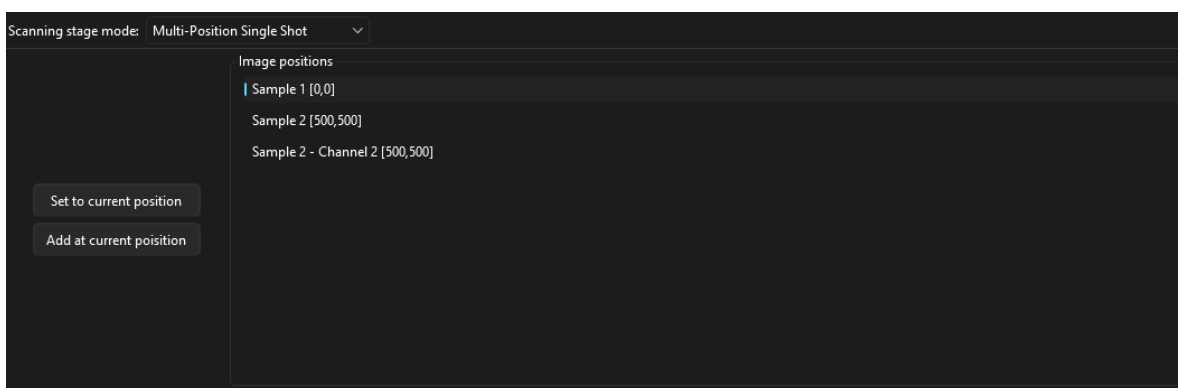 Scanning stage mode: Multi-Position Single Shot
Image positions
Sample 1 [0,0]
Sample 2 [500,500]
Sample 2 - Channel 2 [500,500]
Set to current position
Add at current poisition